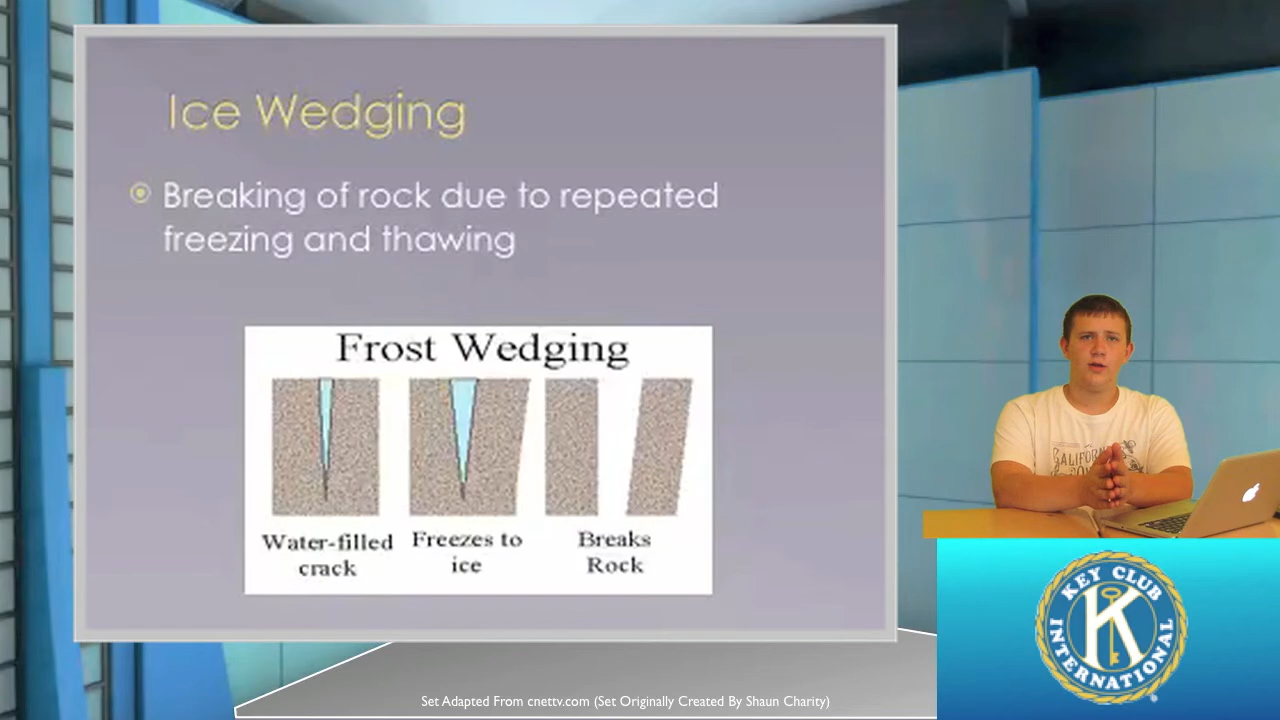 Ice Wedging
Breaking of rock due to repeated
freezing and thawing
Frost Wedging
Water-filled
crack
Freezes to
ice
Breaks
Rock
KEY CLUB
K
INTERNATIONAL
Set Adapted From cnettv.com (Set Originally Created By Shaun Charity)